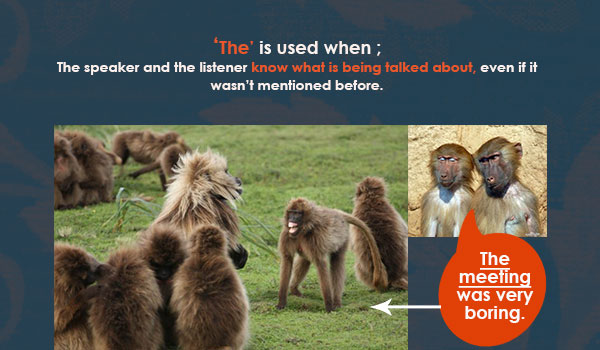 ‘The’ is used when ;
The speaker and the listener know what is being talked about, even if it
wasn’t mentioned before.
The
meeting
was very
boring.